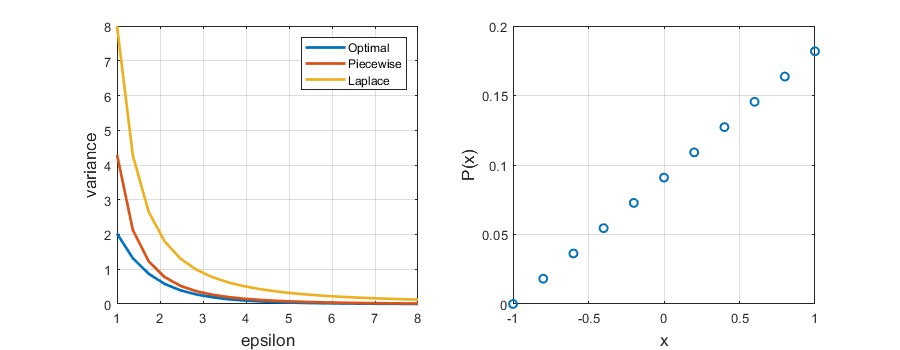 8
7
6
5
4
3
2
1
0
variance
Optimal
Piecewise
Laplace
1 2 3 4 5 6 7 8
epsilon
0.2
0.15
0.1
0.05
0
P(x)
-1 -0.5 0 0.5 1
x